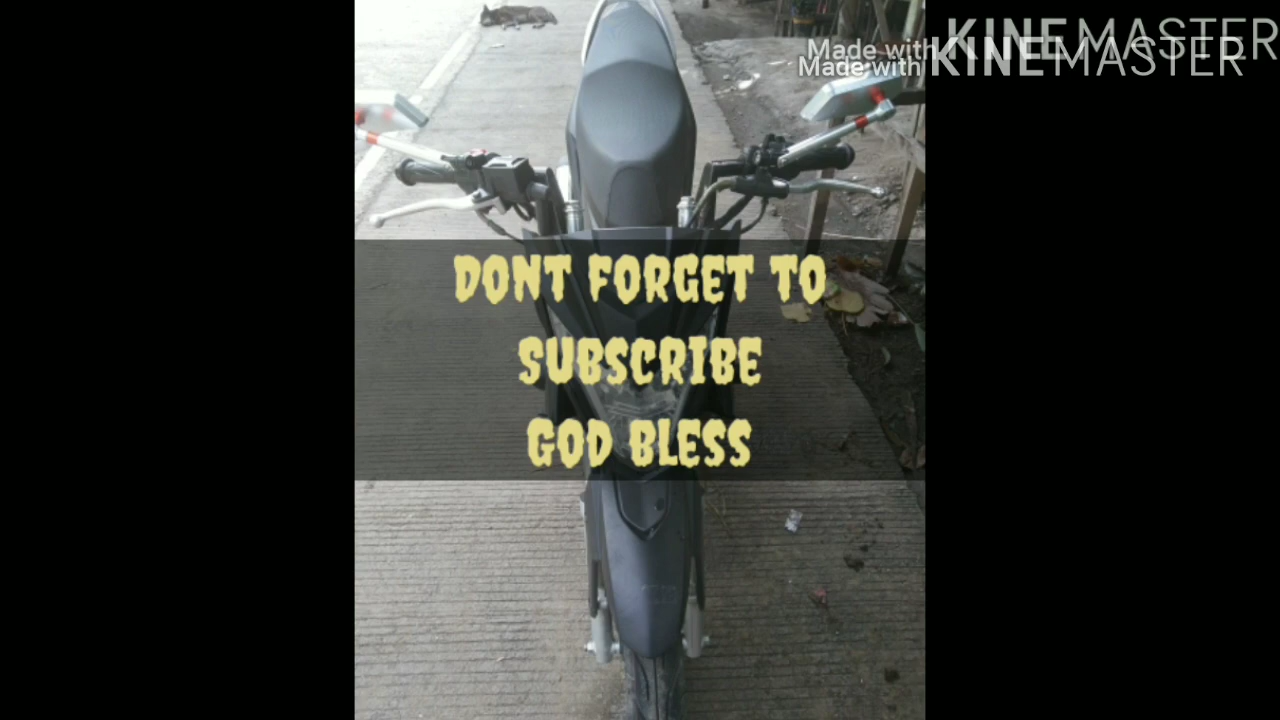 Made with KINEMASTER
Made with KINEMASTER
DONT FORGET TO
SUBSCRIBE
GOD BLESS